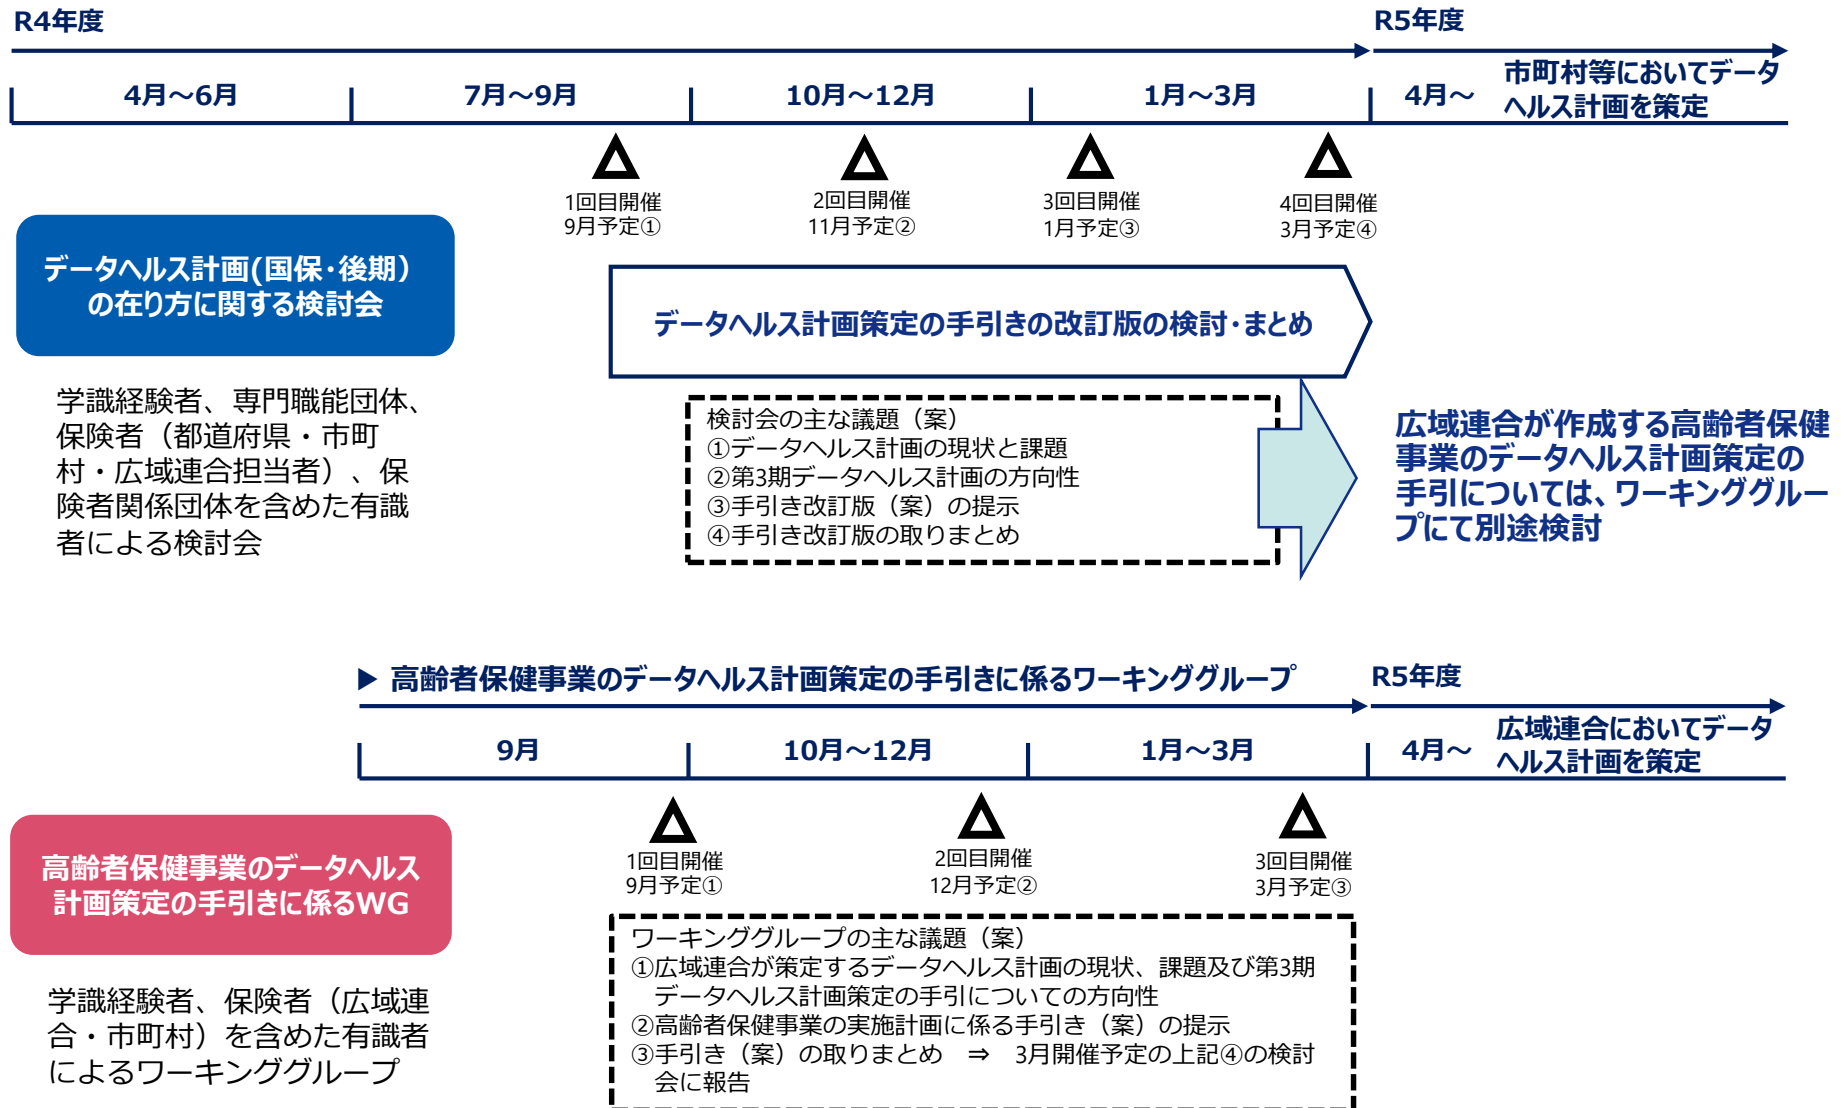 R4年度
R5年度
4月～6月
7月～9月
10月～12月
1月～3月
4月～
市町村等においてデータ
ヘルス計画を策定
1回目開催
9月予定①
2回目開催
11月予定②
3回目開催
1月予定③
4回目開催
3月予定④
データヘルス計画(国保・後期）
の在り方に関する検討会
データヘルス計画策定の手引きの改訂版の検討・まとめ
学識経験者、専門職能団体、
保険者（都道府県・市町
村・広域連合担当者）、保
険者関係団体を含めた有識
者による検討会
検討会の主な議題（案）
①データヘルス計画の現状と課題
②第3期データヘルス計画の方向性
③手引き改訂版（案）の提示
④手引き改訂版の取りまとめ
広域連合が作成する高齢者保健
事業のデータヘルス計画策定の
手引については、ワーキンググルー
プにて別途検討
▶ 高齢者保健事業のデータヘルス計画策定の手引きに係るワーキンググループ
R5年度
9月
10月～12月
1月～3月
4月～
広域連合においてデータ
ヘルス計画を策定
1回目開催
9月予定①
2回目開催
12月予定②
3回目開催
3月予定③
高齢者保健事業のデータヘルス
計画策定の手引きに係るWG
学識経験者、保険者（広域連
合・市町村）を含めた有識者
によるワーキンググループ
ワーキンググループの主な議題（案）
①広域連合が策定するデータヘルス計画の現状、課題及び第3期
データヘルス計画策定の手引についての方向性
②高齢者保健事業の実施計画に係る手引き（案）の提示
③手引き（案）の取りまとめ　⇒　3月開催予定の上記④の検討
会に報告